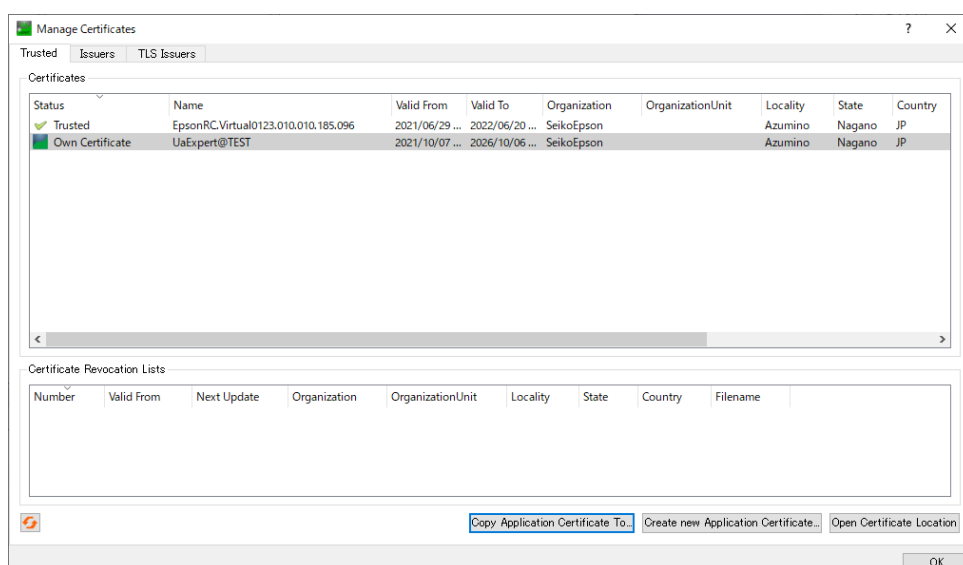 Manage Certificates ?
Trusted Issuers TLS Issuers
Certificates
Status Name Valid From Valid To Organization OrganizationUnit Locality State Country
Trusted EpsonRC.Virtual0123.010.010.185.096 2021/06/29 ... 2022/06/20 ... SeikoEpson Azumino Nagano JP
Own Certificate UaExpert@TEST 2021/10/07 ... 2026/10/06 ... SeikoEpson Azumino Nagano JP
Certificate Revocation Lists
Number Valid From Next Update Organization OrganizationUnit Locality State Country Filename
Copy Application Certificate To... Create new Application Certificate... Open Certificate Location
OK